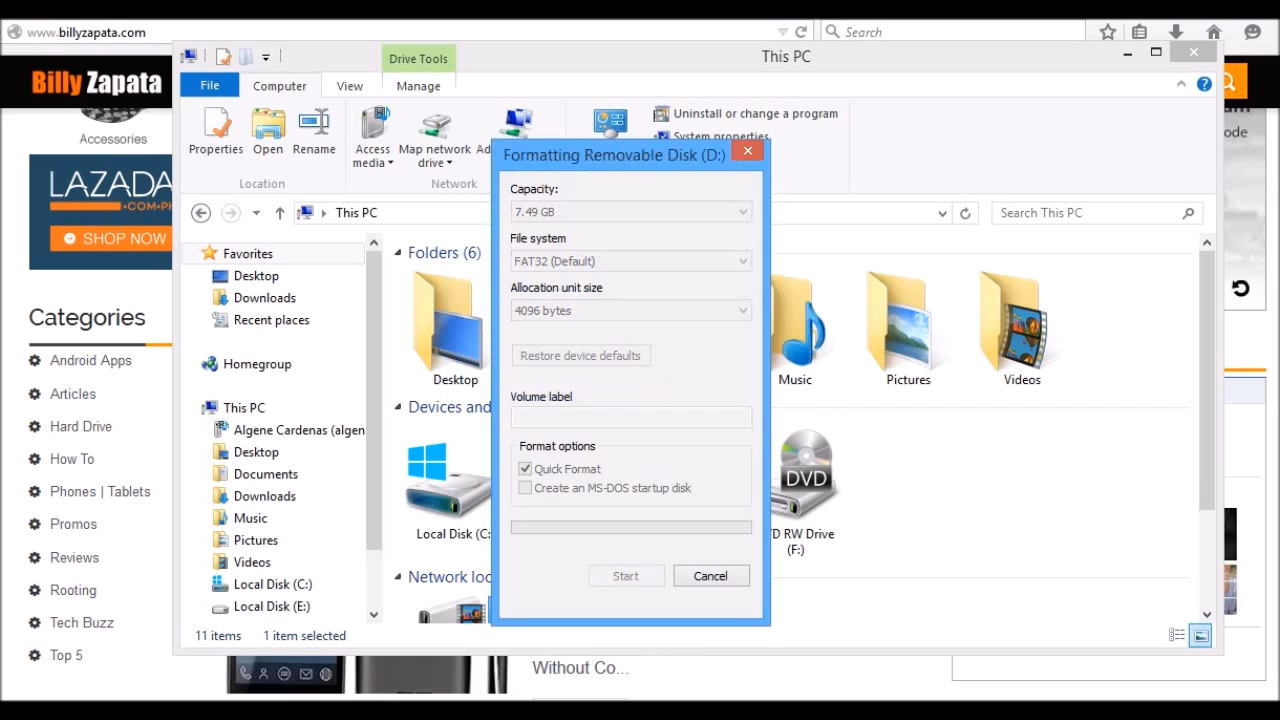 www.billyzapata.com
Search
This PC
Drive Tools
File
Computer
View
Manage
Billy Zapata
Properties
Open
Rename
Access media
Map network drive
Uninstall or change a program
System properties
Location
Network
Accessories
LAZADA
SHOP NOW
This PC
Search This PC
Formatting Removable Disk (D:)
Capacity:
7.49 GB
File system
FAT32 (Default)
Allocation unit size
4096 bytes
Restore device defaults
Volume label
Format options
Quick Format
Create an MS-DOS startup disk
Start
Cancel
Favorites
Desktop
Downloads
Recent places
Homegroup
This PC
Algene Cardenas (algen
Desktop
Documents
Downloads
Music
Pictures
Videos
Local Disk (C:)
Local Disk (E:)
Folders (6)
Desktop
Music
Pictures
Videos
Devices and
Local Disk (C:
DVD
RW Drive
(F:)
Network loc
11 items
1 item selected
Categories
Android Apps
Articles
Hard Drive
How To
Phones | Tablets
Promos
Reviews
Rooting
Tech Buzz
Top 5
Without Co...